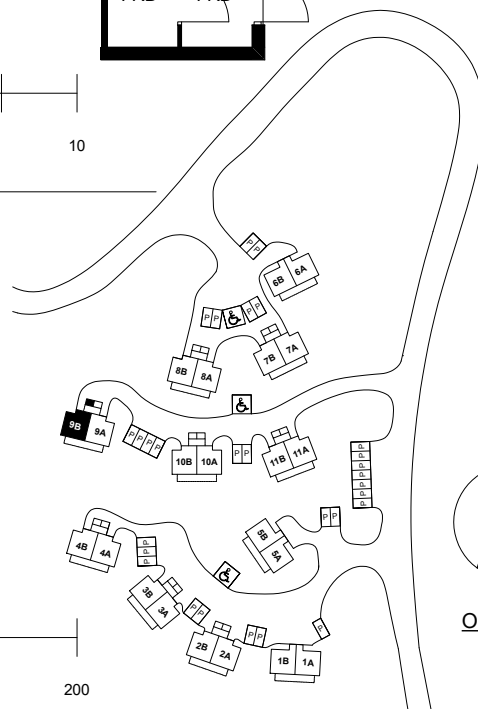 10
P P
6B 6A
P P
P P
8B 8A
7B 7A
9B 9A
P P P P
10B 10A
P P
11B 11A
P P P P P P P
P P
5B 5A
4B 4A
P P P
3B 3A
P P
2B 2A
P P
1B 1A
P
O
200